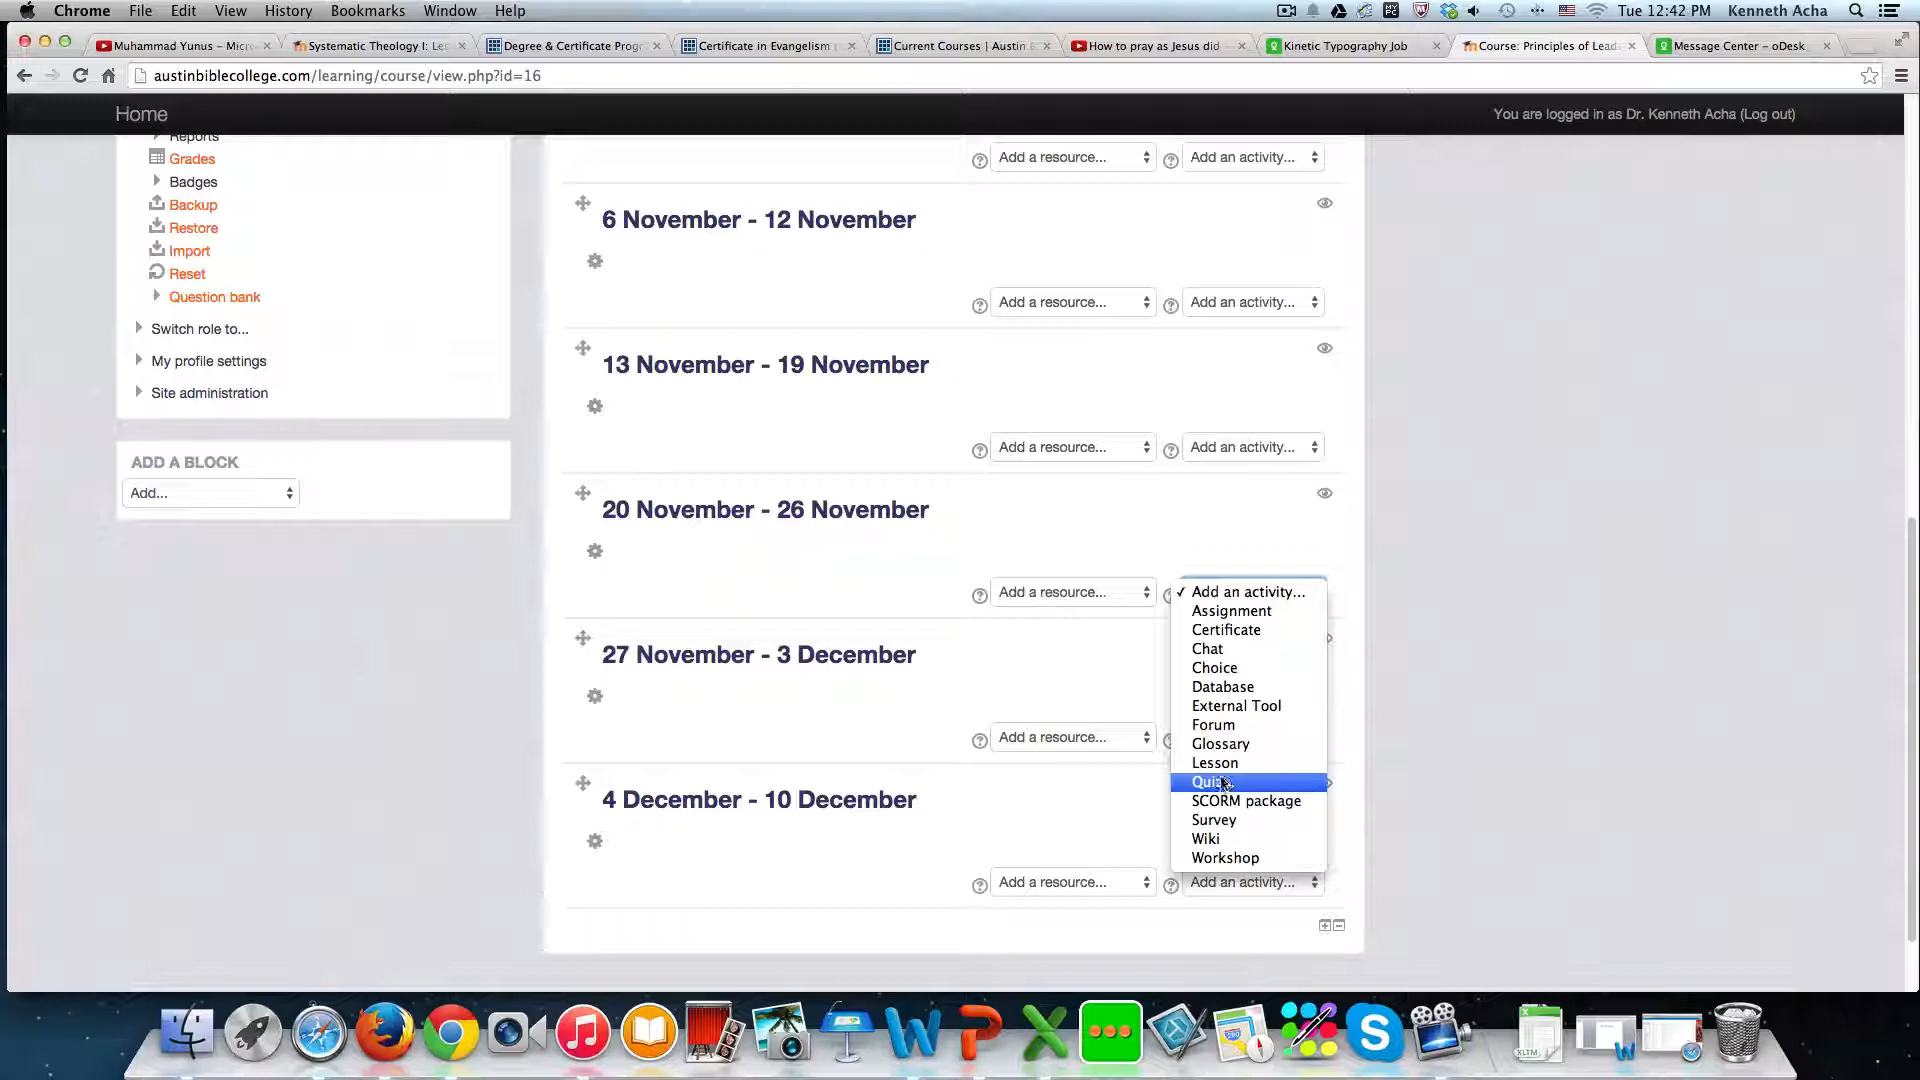 Chrome File Edit View History Bookmarks Window Help Tue 12:42 PM Kenneth Acha
Muhammad Yunus – Micr Systematic Theology I: Les Degree & Certificate Prog Certificate in Evangelism Current Courses | Austin B How to pray as Jesus did Kinetic Typography Job Course: Principles of Lead Message Center – oDesk
austinbiblecollege.com/learning/course/view.php?id=16
Home You are logged in as Dr. Kenneth Acha (Log out)
Reports
Grades
Badges
Backup
Restore
Import
Reset
Question bank
Switch role to...
My profile settings
Site administration
ADD A BLOCK
Add...
Add a resource... Add an activity...
6 November - 12 November
Add a resource... Add an activity...
13 November - 19 November
Add a resource... Add an activity...
20 November - 26 November
Add a resource...
✓ Add an activity...
Assignment
Certificate
Chat
Choice
Database
External Tool
Forum
Glossary
Lesson
Quiz
SCORM package
Survey
Wiki
Workshop
27 November - 3 December
Add a resource...
4 December - 10 December
Add a resource... Add an activity...
XLTM